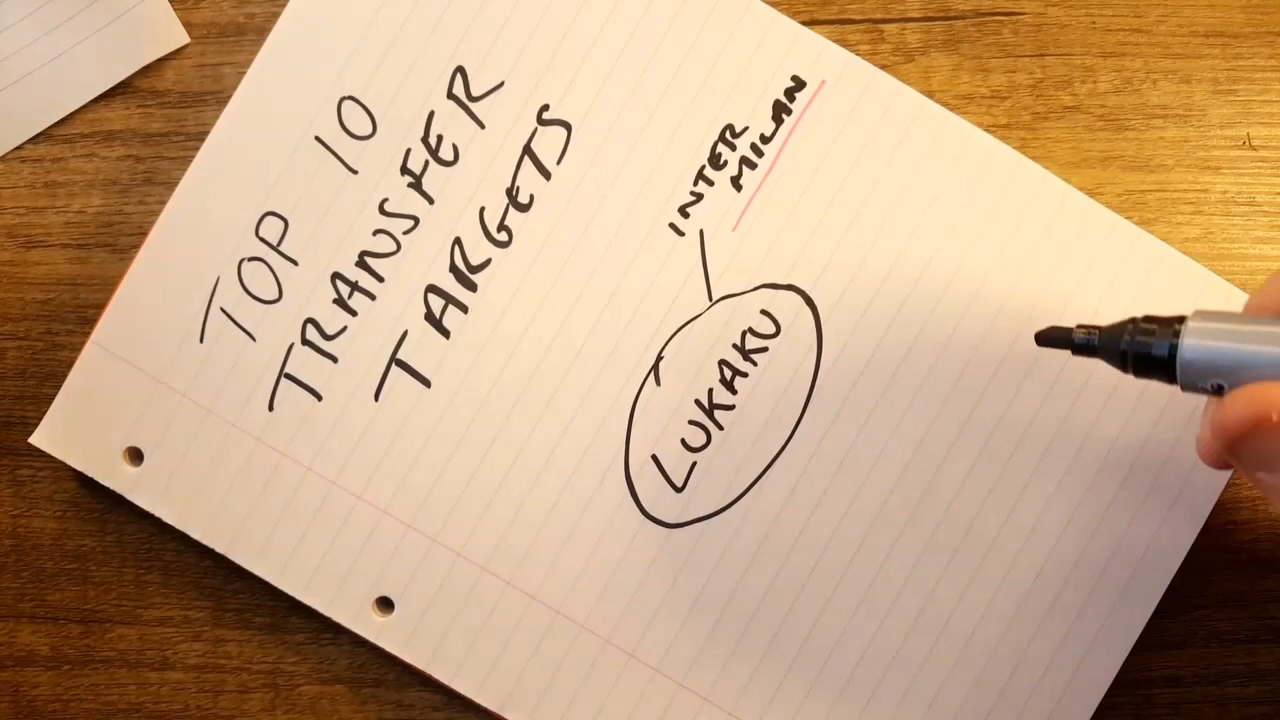 TOP 10
TRANSFER
TARGETS
INTER
MILAN
LUKAKU